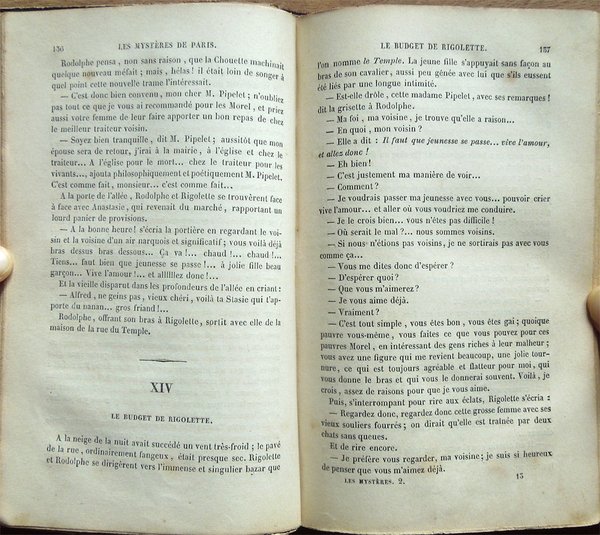 136 LES MYSTÈRES DE PARIS.
Rodolphe pensa, non sans raison, que la Chouette machinait
quelque nouveau méfait; mais, hélas! il était loin de songer à
quel point cette nouvelle trame l'intéressait.
— C'est donc bien convenu, mon cher M. Pipelet; n'oubliez
pas tout ce que je vous ai recommandé pour les Morel, et priez
aussi votre femme de leur faire apporter un bon repas de chez
le meilleur traiteur voisin.
— Soyez bien tranquille, dit M. Pipelet; aussitôt que mon
épouse sera de retour, j'irai à la mairie, à l'église et chez le
traiteur... A l'église pour le mort... chez le traiteur pour les
vivants..., ajouta philosophiquement et poétiquement M. Pipelet.
C'est comme fait, monsieur... c'est comme fait...
A la porte de l'allée, Rodolphe et Rigolette se trouvèrent face
à face avec Anastasie, qui revenait du marché, rapportant un
lourd panier de provisions.
— A la bonne heure! s'écria la portière en regardant le voi-
sin et la voisine d'un air narquois et significatif; vous voilà déjà
bras dessus bras dessous... Ça va!... chaud!... chaud!...
Tiens... faut bien que jeunesse se passe!... à jolie fille beau
garçon... Vive l'amour!... et alllllez donc!...
Et la vieille disparut dans les profondeurs de l'allée en criant:
— Alfred, ne geins pas, vieux chéri, voilà ta Stasie qui t'ap-
porte du nanan... gros friand!...
Rodolphe, offrant son bras à Rigolette, sortit avec elle de la
maison de la rue du Temple.
XIV
LE BUDGET DE RIGOLETTE.
A la neige de la nuit avait succédé un vent très-froid; le pavé
de la rue, ordinairement fangeux, était presque sec. Rigolette
et Rodolphe se dirigèrent vers l'immense et singulier bazar que
LE BUDGET DE RIGOLETTE. 137
l'on nomme le Temple. La jeune fille s'appuyait sans façon au
bras de son cavalier, aussi peu gênée avec lui que s'ils eussent
été liés par une longue intimité.
— Est-elle drôle, cette madame Pipelet, avec ses remarques!
dit la grisette à Rodolphe.
— Ma foi, ma voisine, je trouve qu'elle a raison...
— En quoi, mon voisin?
— Elle a dit : Il faut que jeunesse se passe... vive l'amour,
et allez donc!
— Eh bien!
— C'est justement ma manière de voir...
— Comment?
— Je voudrais passer ma jeunesse avec vous... pouvoir crier
vive l'amour... et aller où vous voudriez me conduire.
— Je le crois bien... vous n'êtes pas difficile!
— Où serait le mal?... nous sommes voisins.
— Si nous n'étions pas voisins, je ne sortirais pas avec vous
comme ça...
— Vous me dites donc d'espérer?
— D'espérer quoi?
— Que vous m'aimerez?
— Je vous aime déjà.
— Vraiment?
— C'est tout simple, vous êtes bon, vous êtes gai; quoique
pauvre vous-même, vous faites ce que vous pouvez pour ces
pauvres Morel, en intéressant des gens riches à leur malheur;
vous avez une figure qui me revient beaucoup, une jolie tour-
nure, ce qui est toujours agréable et flatteur pour moi, qui
vous donne le bras et qui vous le donnerai souvent. Voilà, je
crois, assez de raisons pour que je vous aime.
Puis, s'interrompant pour rire aux éclats, Rigolette s'écria :
— Regardez donc, regardez donc cette grosse femme avec ses
vieux souliers fourrés; on dirait qu'elle est traînée par deux
chats sans queues.
Et de rire encore.
— Je préfère vous regarder, ma voisine; je suis si heureux
de penser que vous m'aimez déjà.
LES MYSTÈRES. 2. 15